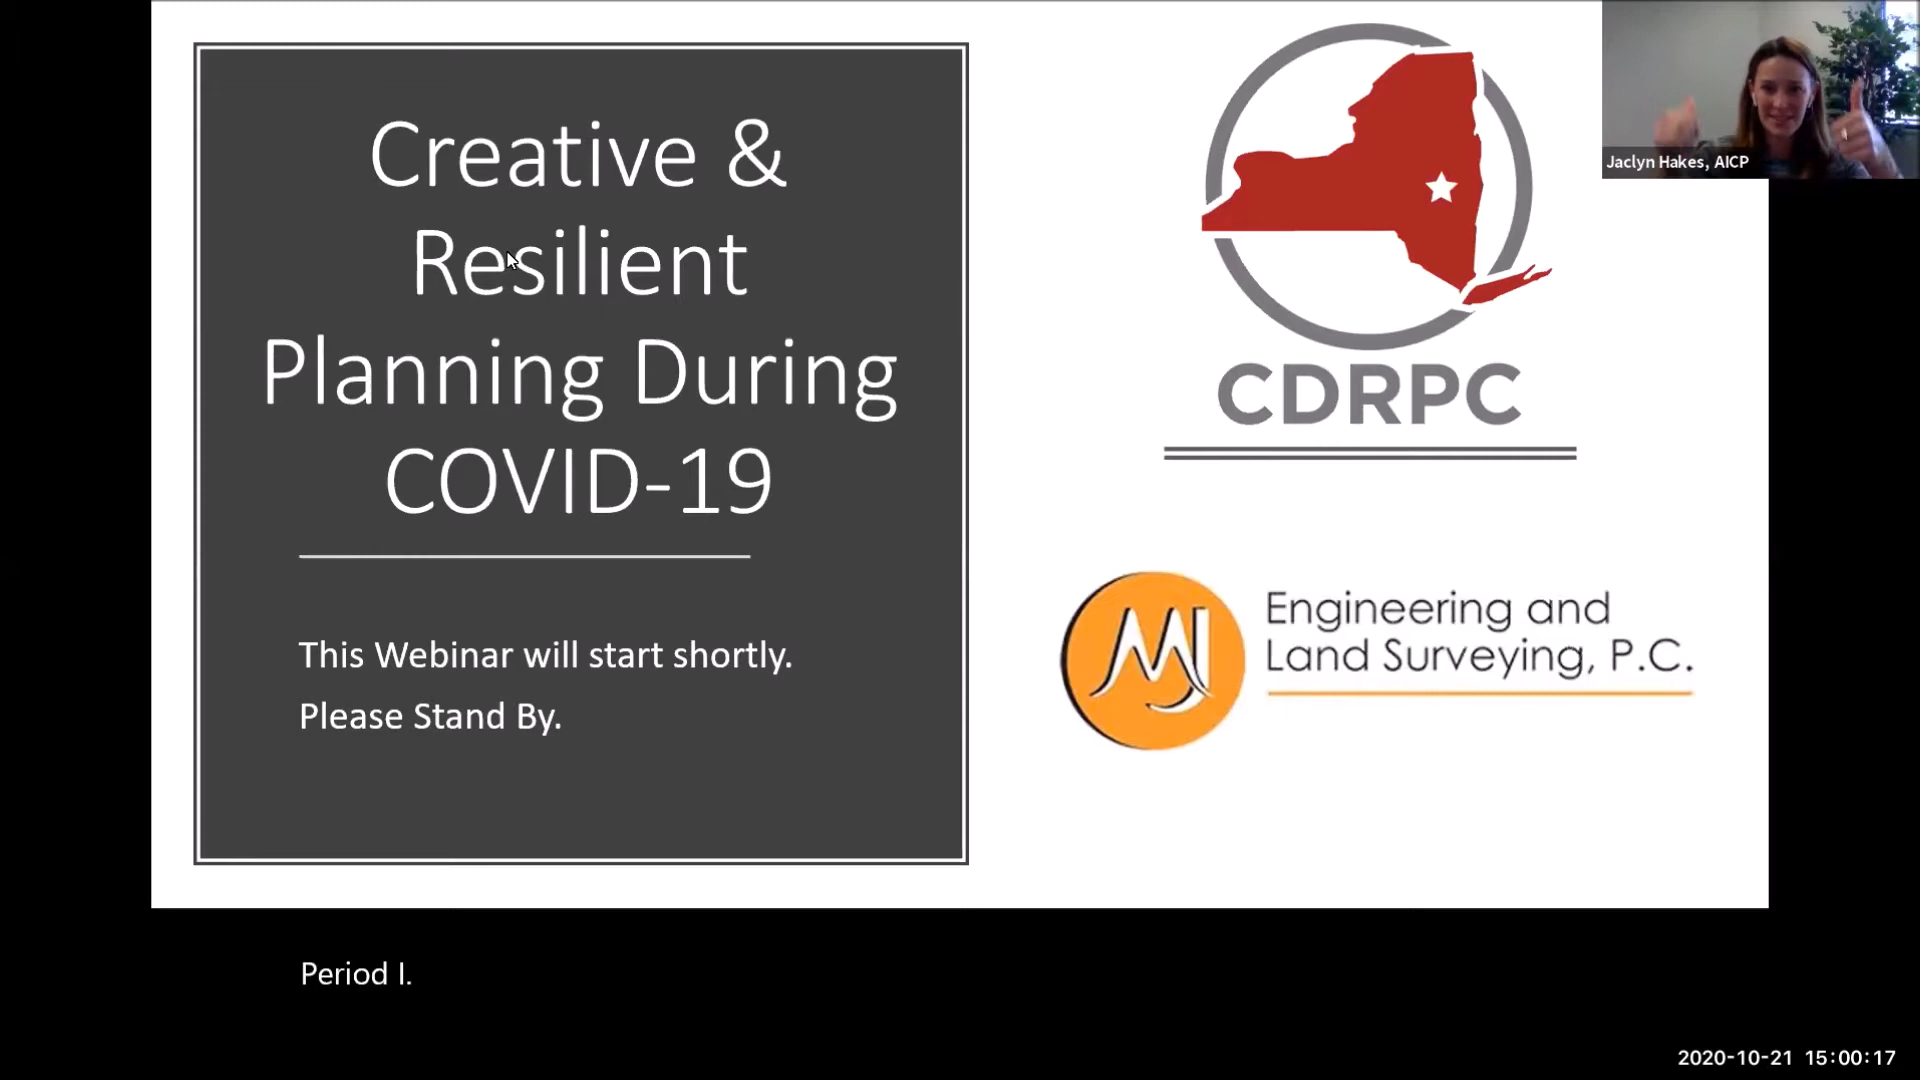 Creative &
Resilient
Planning During
COVID-19
This Webinar will start shortly.
Please Stand By.
CDRPC
MJ
Engineering and
Land Surveying, P.C.
Jaclyn Hakes, AICP
Period I.
2020-10-21 15:00:17